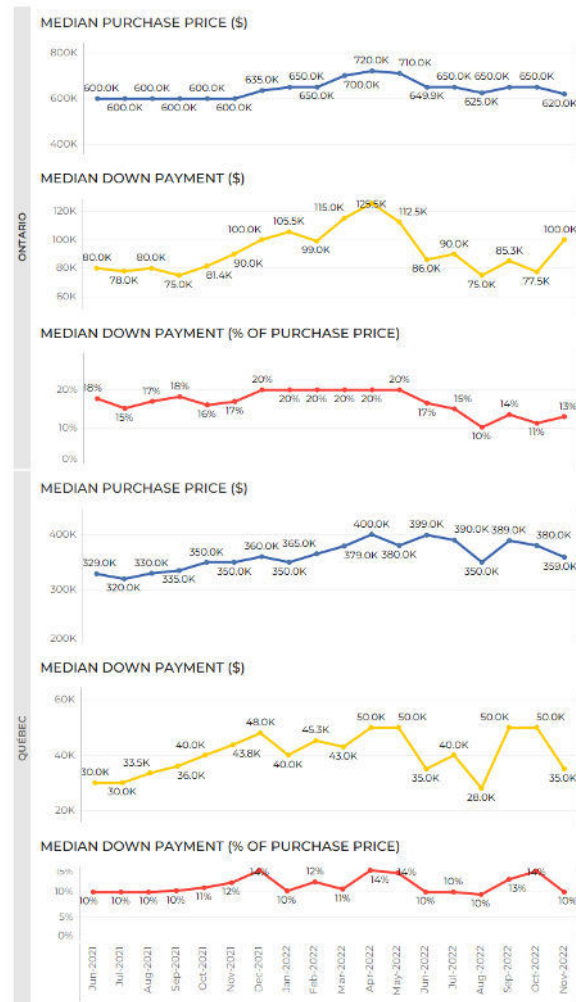 ONTARIO
MEDIAN PURCHASE PRICE ($)
800K
600K
400K
600.0K 600.0K 600.0K 635.0K 650.0K 720.0K 710.0K 650.0K 650.0K 650.0K
600.0K 600.0K 600.0K 650.0K 700.0K 649.9K 625.0K 620.0K
MEDIAN DOWN PAYMENT ($)
120K
100K
80K
60K
80.0K 80.0K 100.0K 105.5K 115.0K 112.5K 90.0K 85.3K 100.0K
78.0K 75.0K 81.4K 90.0K 99.0K 86.0K 75.0K 77.5K
MEDIAN DOWN PAYMENT (% OF PURCHASE PRICE)
20%
10%
0%
18% 17% 18% 20% 20% 15% 14% 13%
15% 16% 17% 20% 20% 20% 20% 17% 10% 11%
QUÉBEC
MEDIAN PURCHASE PRICE ($)
400K
300K
200K
329.0K 330.0K 350.0K 360.0K 365.0K 400.0K 399.0K 390.0K 389.0K 380.0K
320.0K 335.0K 350.0K 350.0K 379.0K 380.0K 350.0K 359.0K
MEDIAN DOWN PAYMENT ($)
60K
40K
20K
30.0K 33.5K 40.0K 48.0K 45.3K 50.0K 50.0K 40.0K 50.0K 50.0K
30.0K 36.0K 43.8K 40.0K 43.0K 35.0K 28.0K 35.0K
MEDIAN DOWN PAYMENT (% OF PURCHASE PRICE)
15%
10%
5%
0%
14% 12% 14% 10% 14%
10% 10% 10% 10% 11% 12% 10% 11% 14% 10% 10% 13% 10%
Jun-2021
Jul-2021
Aug-2021
Sep-2021
Oct-2021
Nov-2021
Dec-2021
Jan-2022
Feb-2022
Mar-2022
Apr-2022
May-2022
Jun-2022
Jul-2022
Aug-2022
Sep-2022
Oct-2022
Nov-2022